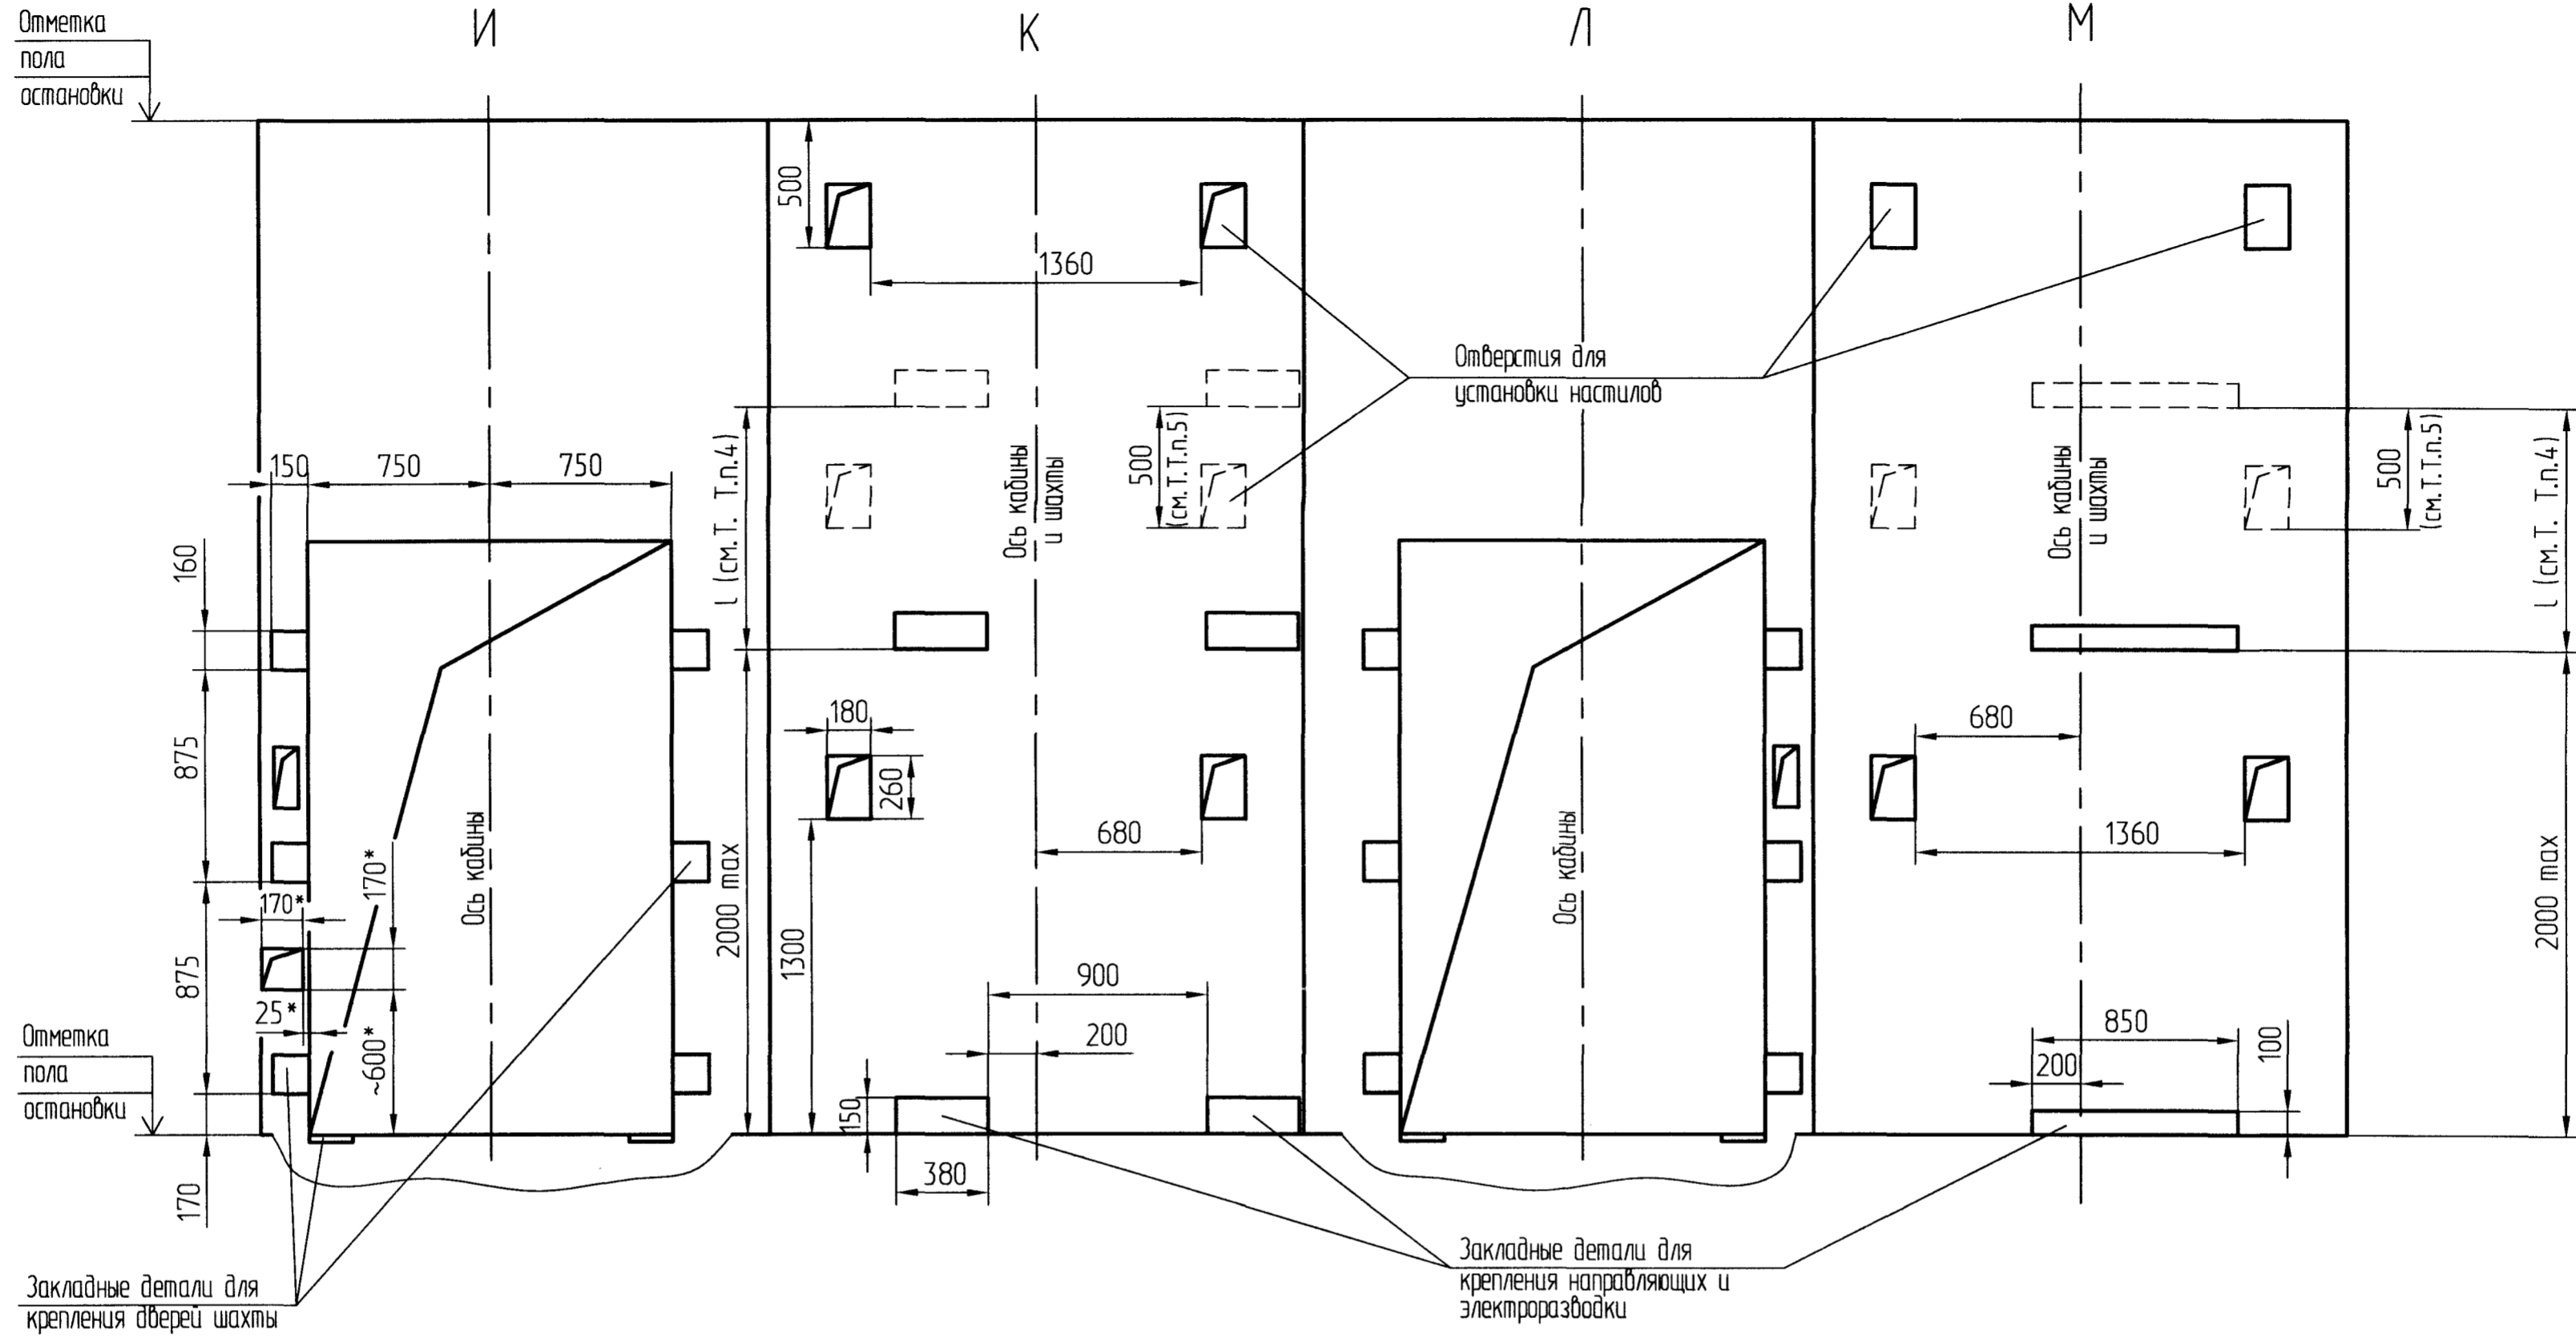 Отметка
пола
остановки
И
К
Л
М
500
1360
Отверстия для
установки настилов
150
750
750
l (см.Т. Т.п.4)
Ось кабины
и шахты
500
(см.Т.Т.п.5)
Ось кабины
и шахты
500
(см.Т.Т.п.5)
l (см.Т. Т.п.4)
160
875
180
260
680
680
1360
170*
170*
Ось кабины
2000 max
1300
Ось кабины
2000 max
875
25*
~600*
900
200
850
200
100
Отметка
пола
остановки
150
170
380
Закладные детали для
крепления дверей шахты
Закладные детали для
крепления направляющих и
электроразводки